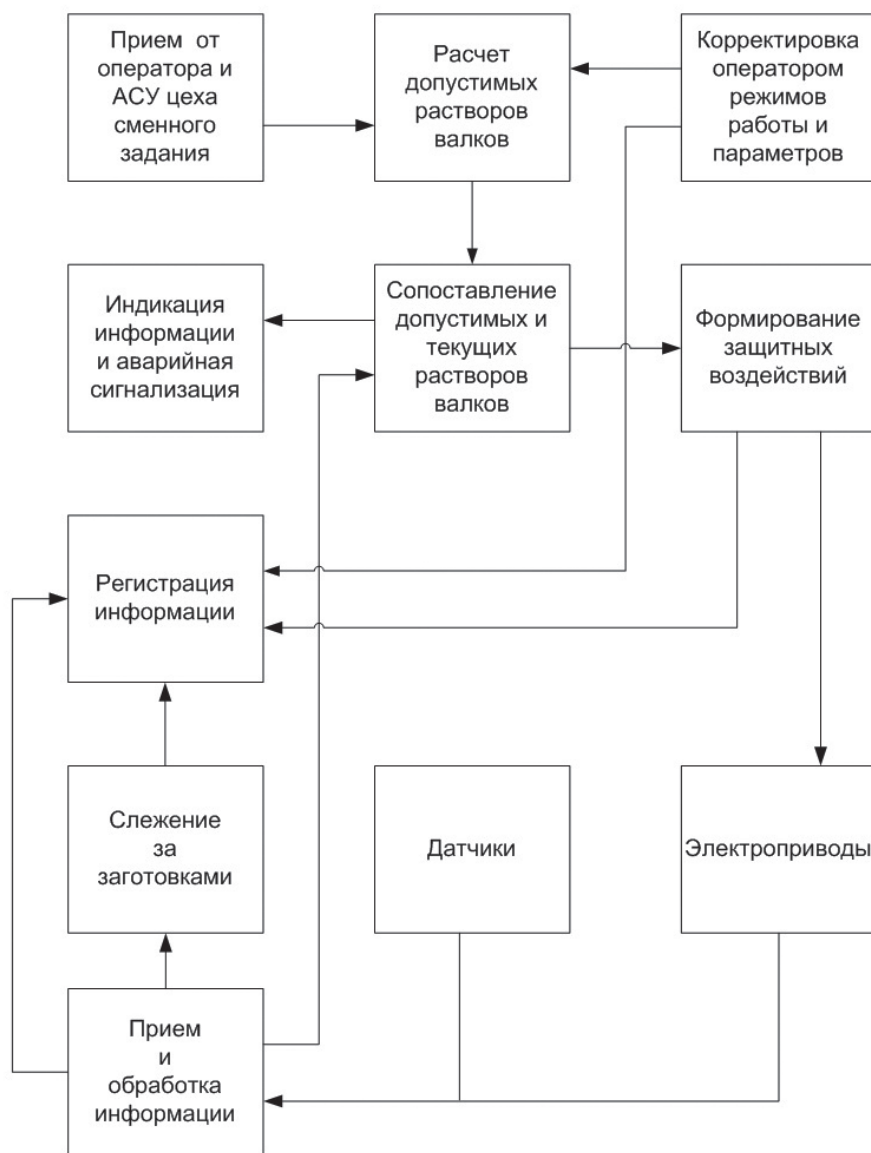 Прием от
оператора и
АСУ цеха
сменного
задания
Расчет
допустимых
растворов
валков
Корректировка
оператором
режимов
работы и
параметров
Индикация
информации
и аварийная
сигнализация
Сопоставление
допустимых и
текущих
растворов
валков
Формирование
защитных
воздействий
Регистрация
информации
Слежение
за
заготовками
Датчики
Электроприводы
Прием
и
обработка
информации